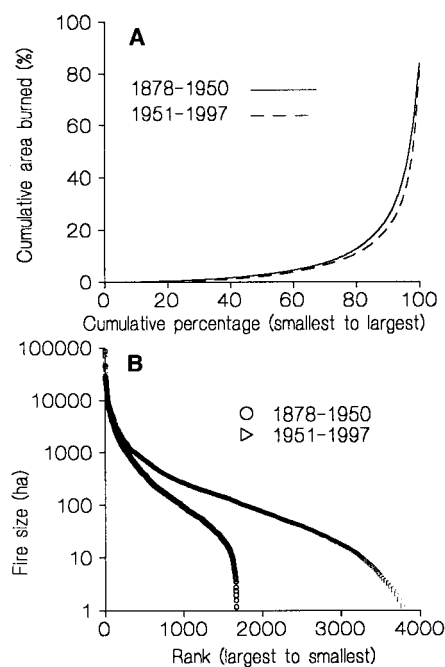 A
Cumulative area burned (%)
100
80
60
40
20
0
1878-1950
1951-1997
0 20 40 60 80 100
Cumulative percentage (smallest to largest)
B
Fire size (ha)
100000
10000
1000
100
10
1
1878-1950
1951-1997
0 1000 2000 3000 4000
Rank (largest to smallest)